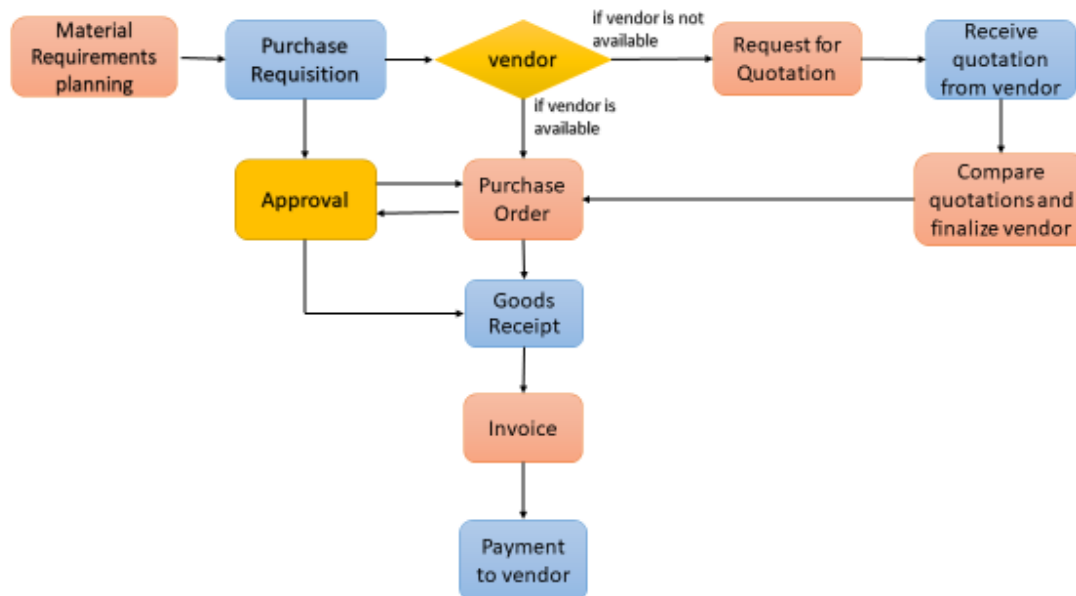 Material
Requirements
planning
Purchase
Requisition
vendor
if vendor is not
available
Request for
Quotation
Receive
quotation
from vendor
if vendor is
available
Approval
Purchase
Order
Compare
quotations and
finalize vendor
Goods
Receipt
Invoice
Payment
to vendor